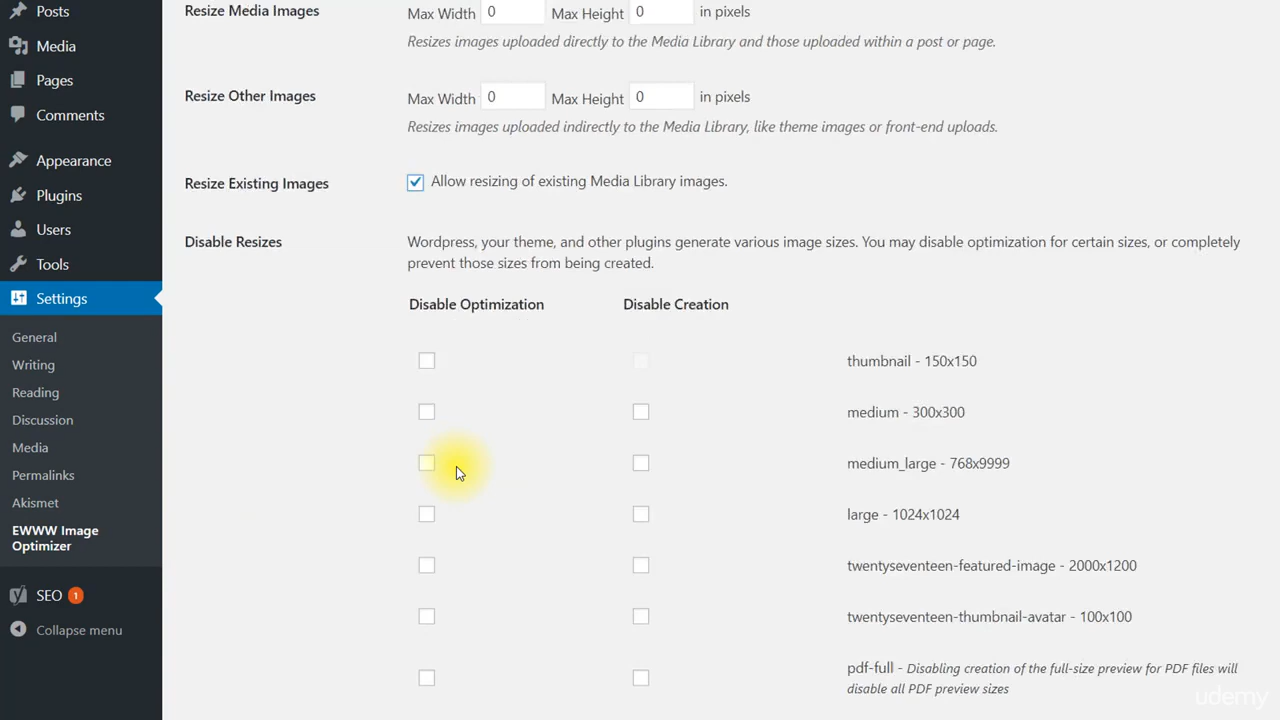 Posts
Media
Pages
Comments
Appearance
Plugins
Users
Tools
Settings
General
Writing
Reading
Discussion
Media
Permalinks
Akismet
EWWW Image
Optimizer
SEO 1
Collapse menu
Resize Media Images
Max Width 0 Max Height 0 in pixels
Resizes images uploaded directly to the Media Library and those uploaded within a post or page.
Resize Other Images
Max Width 0 Max Height 0 in pixels
Resizes images uploaded indirectly to the Media Library, like theme images or front-end uploads.
Resize Existing Images
Allow resizing of existing Media Library images.
Disable Resizes
Wordpress, your theme, and other plugins generate various image sizes. You may disable optimization for certain sizes, or completely
prevent those sizes from being created.
Disable Optimization Disable Creation
thumbnail - 150x150
medium - 300x300
medium_large - 768x9999
large - 1024x1024
twentyseventeen-featured-image - 2000x1200
twentyseventeen-thumbnail-avatar - 100x100
pdf-full - Disabling creation of the full-size preview for PDF files will
disable all PDF preview sizes
udemy